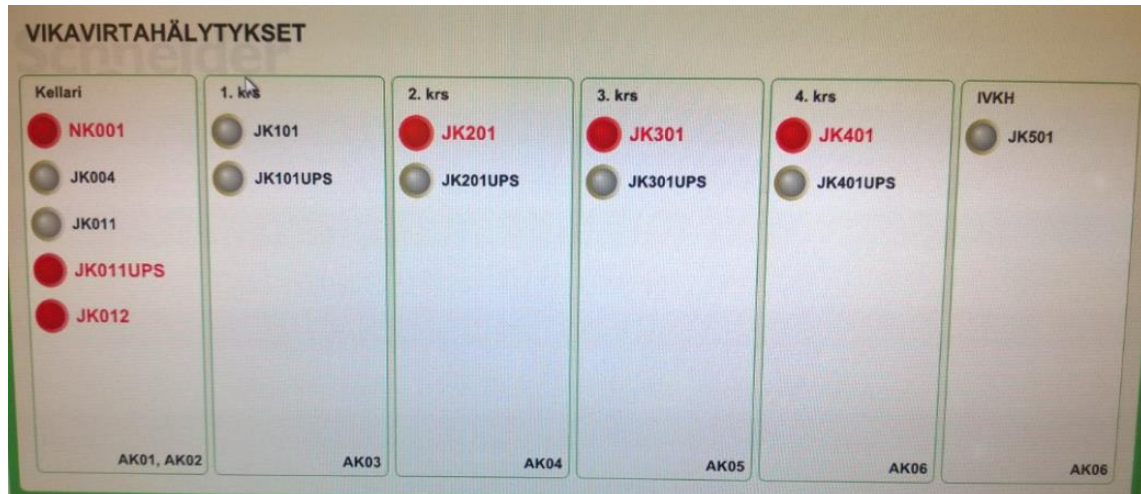 VIKAVIRTAHÄLYTYKSET
Schneider
Kellari
NK001
JK004
JK011
JK011UPS
JK012
AK01, AK02
1. krs
JK101
JK101UPS
AK03
2. krs
JK201
JK201UPS
AK04
3. krs
JK301
JK301UPS
AK05
4. krs
JK401
JK401UPS
AK06
IVKH
JK501
AK06